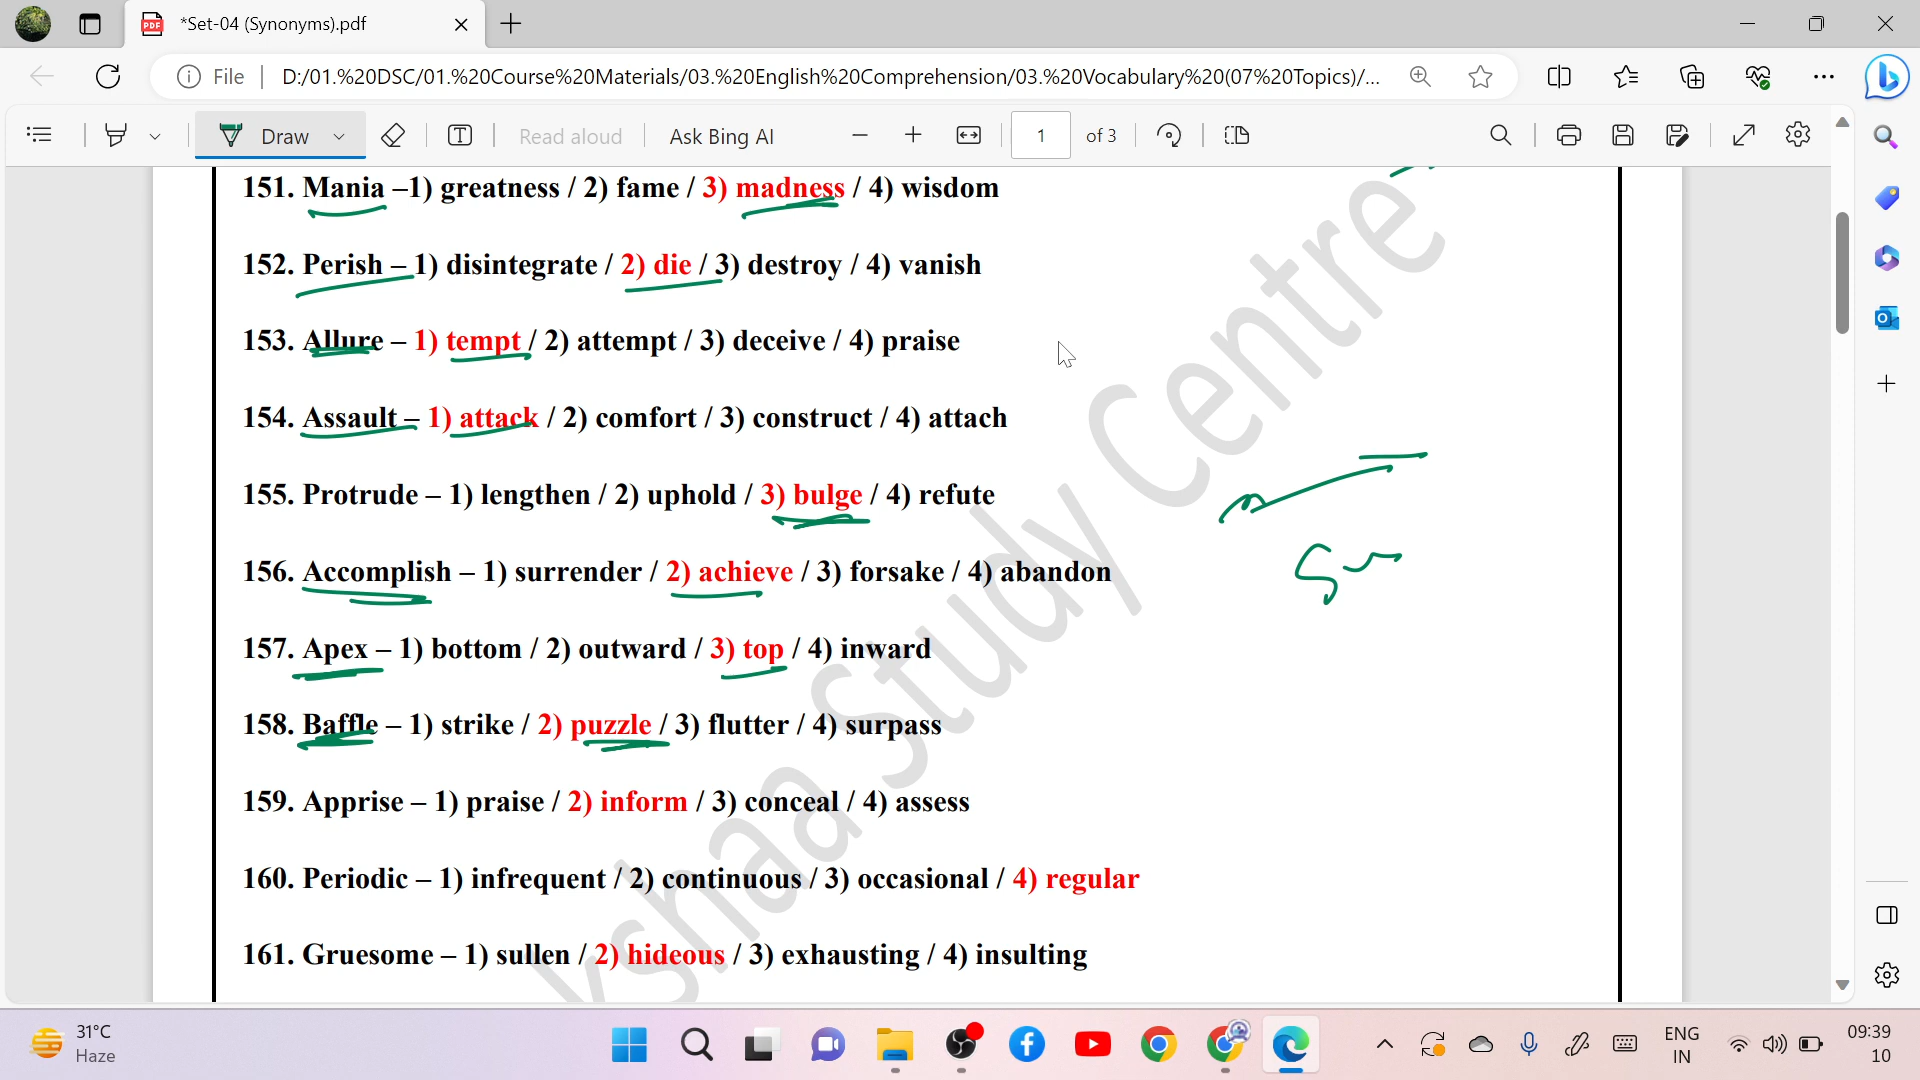 *Set-04 (Synonyms).pdf
File
D:/01.%20DSC/01.%20Course%20Materials/03.%20English%20Comprehension/03.%20Vocabulary%20(07%20Topics)/...
Draw
Read aloud
Ask Bing AI
1
of 3
151. Mania –1) greatness / 2) fame / 3) madness / 4) wisdom
152. Perish – 1) disintegrate / 2) die / 3) destroy / 4) vanish
153. Allure – 1) tempt / 2) attempt / 3) deceive / 4) praise
154. Assault – 1) attack / 2) comfort / 3) construct / 4) attach
155. Protrude – 1) lengthen / 2) uphold / 3) bulge / 4) refute
156. Accomplish – 1) surrender / 2) achieve / 3) forsake / 4) abandon
157. Apex – 1) bottom / 2) outward / 3) top / 4) inward
158. Baffle – 1) strike / 2) puzzle / 3) flutter / 4) surpass
159. Apprise – 1) praise / 2) inform / 3) conceal / 4) assess
160. Periodic – 1) infrequent / 2) continuous / 3) occasional / 4) regular
161. Gruesome – 1) sullen / 2) hideous / 3) exhausting / 4) insulting
kshaa Study Centre
31°C
Haze
ENG
IN
09:39
10